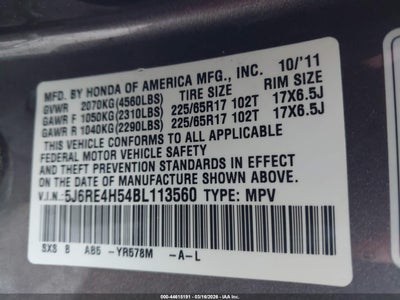 MFD. BY HONDA OF AMERICA MFG., INC. 10/'11
GVWR 2070KG(4560LBS) TIRE SIZE RIM SIZE
GAWR F 1050KG(2310LBS) 225/65R17 102T 17X6.5J
GAWR R 1040KG(2290LBS) 225/65R17 102T 17X6.5J
THIS VEHICLE CONFORMS TO ALL APPLICABLE
FEDERAL MOTOR VEHICLE SAFETY
AND THEFT PREVENTION STANDARDS IN EFFECT ON
THE DATE OF MANUFACTURE SHOWN ABOVE.
V.I.N.:5J6RE4H54BL113560 TYPE: MPV
SXS B AB5 -YR578M -A-L
000-44615191 - 03/16/2026 - IAA Inc.